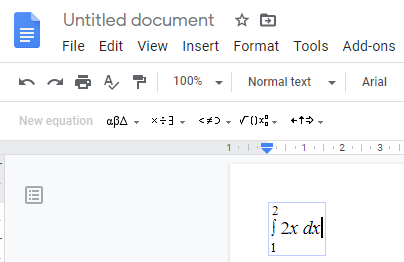 Untitled document
File Edit View Insert Format Tools Add-ons
100% Normal text Arial
New equation αβΔ ×÷∃ <≠⊃ √()x ←↑⇒
1 1 2 3
2
∫ 2x dx
1